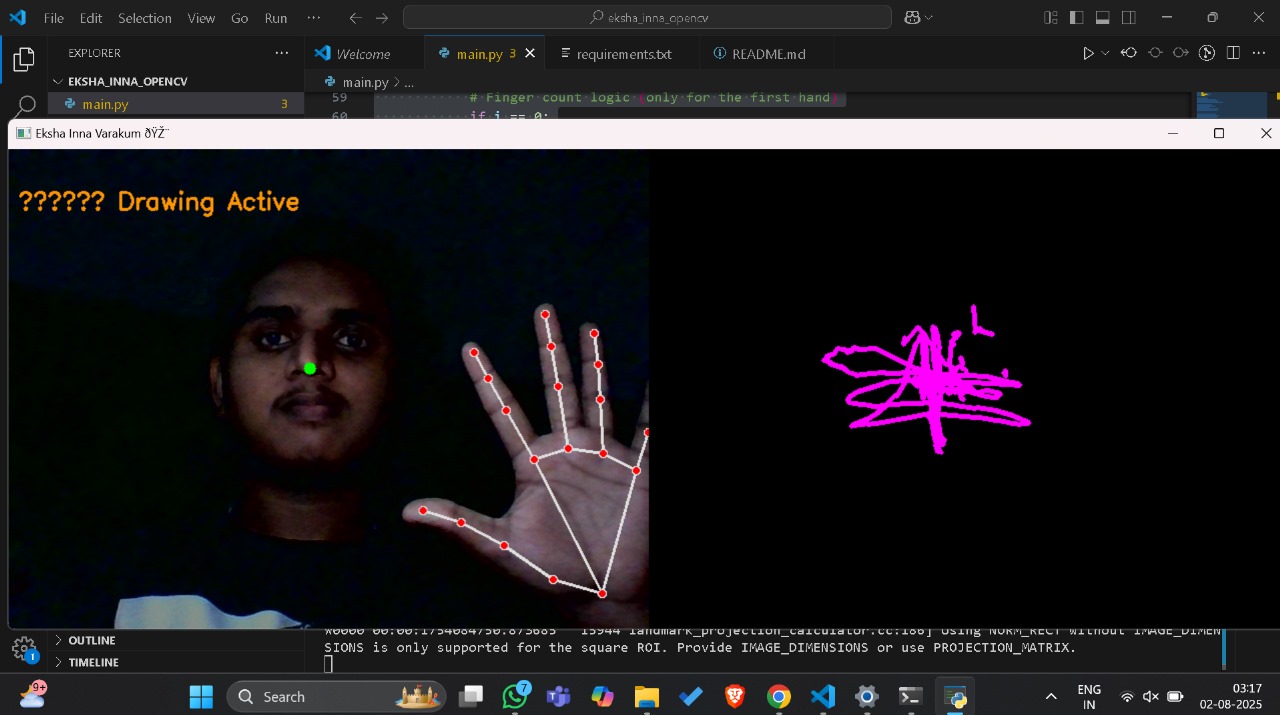 File Edit Selection View Go Run ··· eksha_inna_opencv
EXPLORER ··· Welcome main.py 3 requirements.txt README.md ···
EKSHA_INNA_OPENCV main.py > ...
main.py 3
59 # Finger count logic (only for the first hand)
60 if i == 0:
Eksha Inna Varakum ðŸŽ¨
?????? Drawing Active
OUTLINE
TIMELINE
W0000 00:00:1754084750.873685 15944 landmark_projection_calculator.cc:186] Using NORM_RECT without IMAGE_DIMEN
SIONS is only supported for the square ROI. Provide IMAGE_DIMENSIONS or use PROJECTION_MATRIX.
1
9+ Search 7 ENG 03:17
IN 02-08-2025